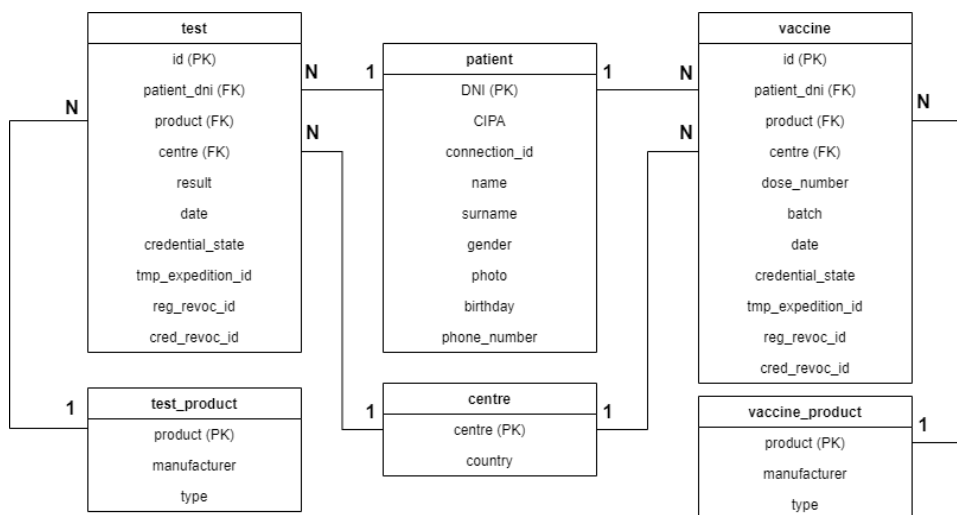 test
id (PK)
patient_dni (FK)
product (FK)
centre (FK)
result
date
credential_state
tmp_expedition_id
reg_revoc_id
cred_revoc_id
N
N
N
1
patient
DNI (PK)
CIPA
connection_id
name
surname
gender
photo
birthday
phone_number
1
N
N
N
vaccine
id (PK)
patient_dni (FK)
product (FK)
centre (FK)
dose_number
batch
date
credential_state
tmp_expedition_id
reg_revoc_id
cred_revoc_id
1
test_product
product (PK)
manufacturer
type
1
centre
centre (PK)
country
1
vaccine_product
product (PK)
manufacturer
type
1